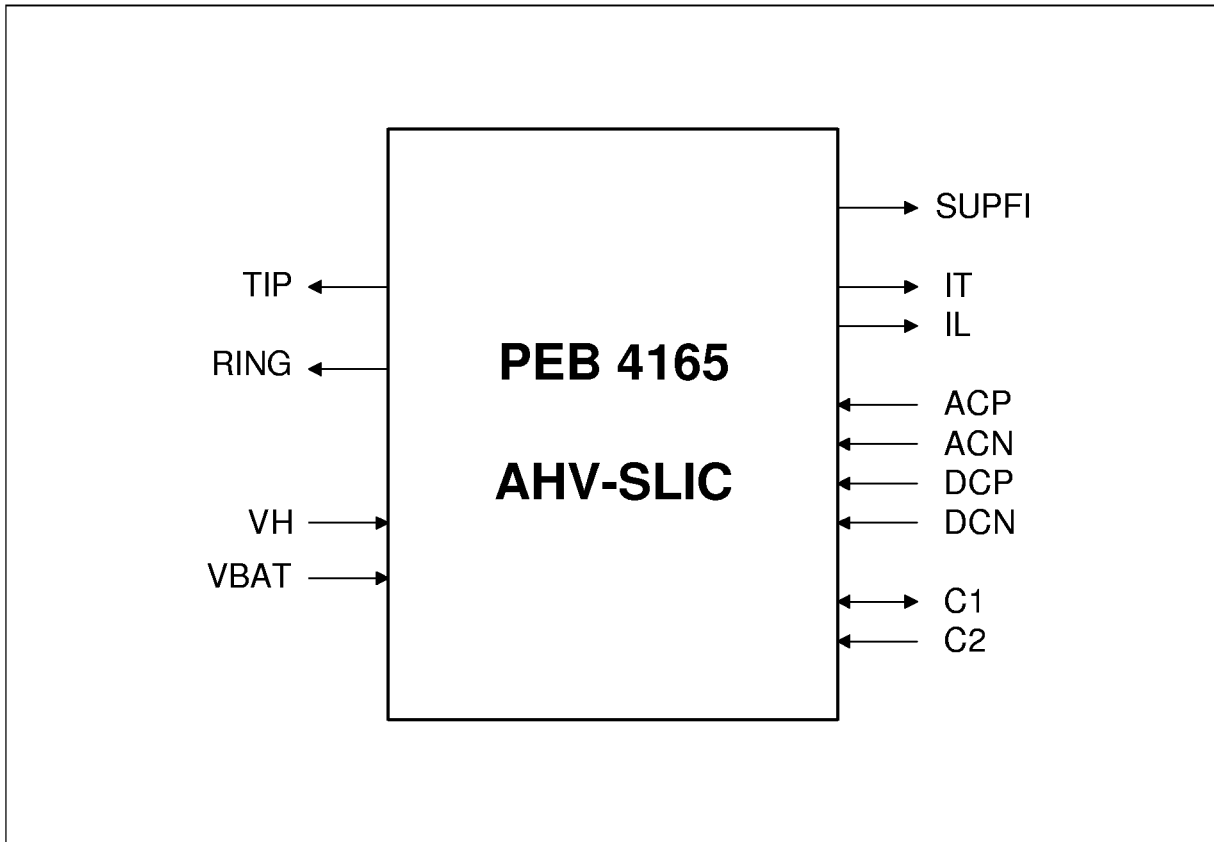 SUPFI
TIP
IT
IL
RING
PEB 4165
ACP
ACN
AHV-SLIC
DCP
VH
DCN
VBAT
C1
C2